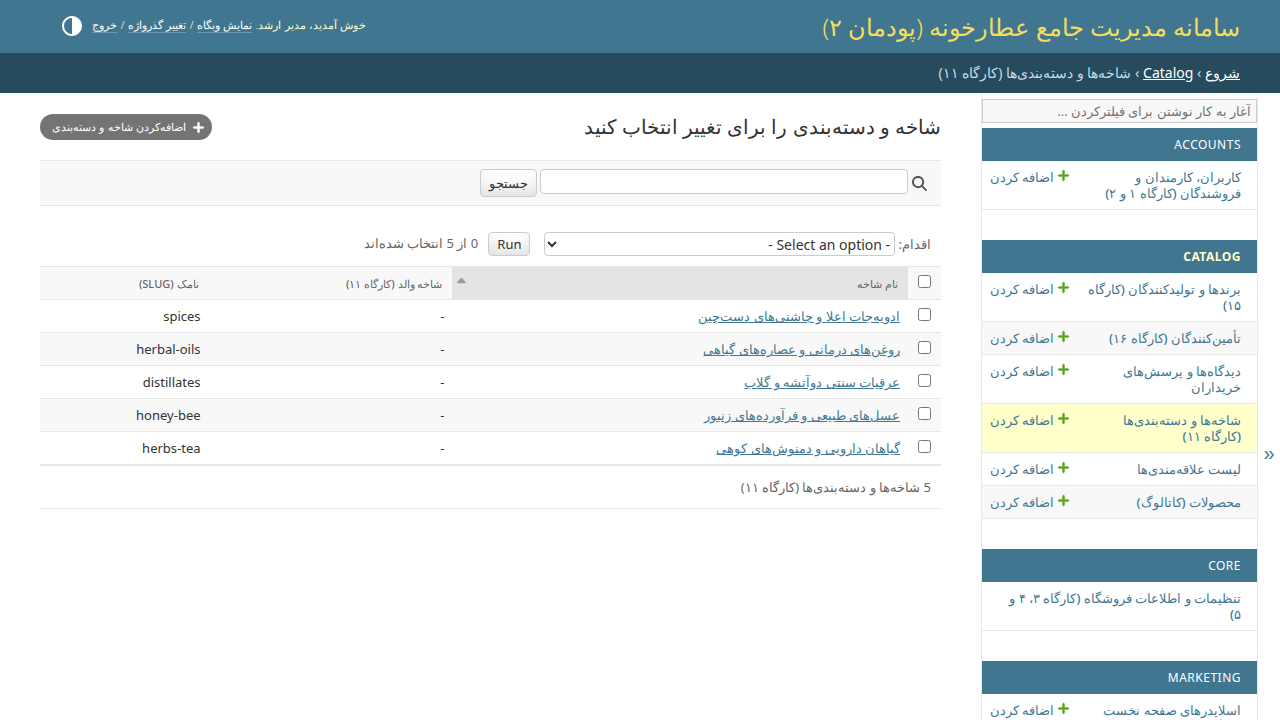 سامانه مدیریت جامع عطارخونه (پودمان ۲)
خوش آمدید، مدیر ارشد. نمایش وبگاه / تغییر گذرواژه / خروج
شروع › Catalog › شاخه‌ها و دسته‌بندی‌ها (کارگاه ۱۱)
آغار به کار نوشتن برای فیلترکردن ...
ACCOUNTS
کاربران، کارمندان و
فروشندگان (کارگاه ۱ و ۲)
اضافه کردن
CATALOG
برندها و تولیدکنندگان (کارگاه
۱۵)
اضافه کردن
تأمین‌کنندگان (کارگاه ۱۶)
اضافه کردن
دیدگاه‌ها و پرسش‌های
خریداران
اضافه کردن
شاخه‌ها و دسته‌بندی‌ها
(کارگاه ۱۱)
اضافه کردن
لیست علاقه‌مندی‌ها
اضافه کردن
محصولات (کاتالوگ)
اضافه کردن
CORE
تنظیمات و اطلاعات فروشگاه (کارگاه ۳، ۴ و
۵)
MARKETING
اسلایدرهای صفحه نخست
اضافه کردن
«
شاخه و دسته‌بندی را برای تغییر انتخاب کنید
اضافه‌کردن شاخه و دسته‌بندی
جستجو
اقدام: - Select an option - Run 0 از 5 انتخاب شده‌اند
نام شاخه شاخه والد (کارگاه ۱۱) نامک (SLUG)
ادویه‌جات اعلا و چاشنی‌های دست‌چین - spices
روغن‌های درمانی و عصاره‌های گیاهی - herbal-oils
عرقیات سنتی دوآتشه و گلاب - distillates
عسل‌های طبیعی و فرآورده‌های زنبور - honey-bee
گیاهان دارویی و دمنوش‌های کوهی - herbs-tea
5 شاخه‌ها و دسته‌بندی‌ها (کارگاه ۱۱)